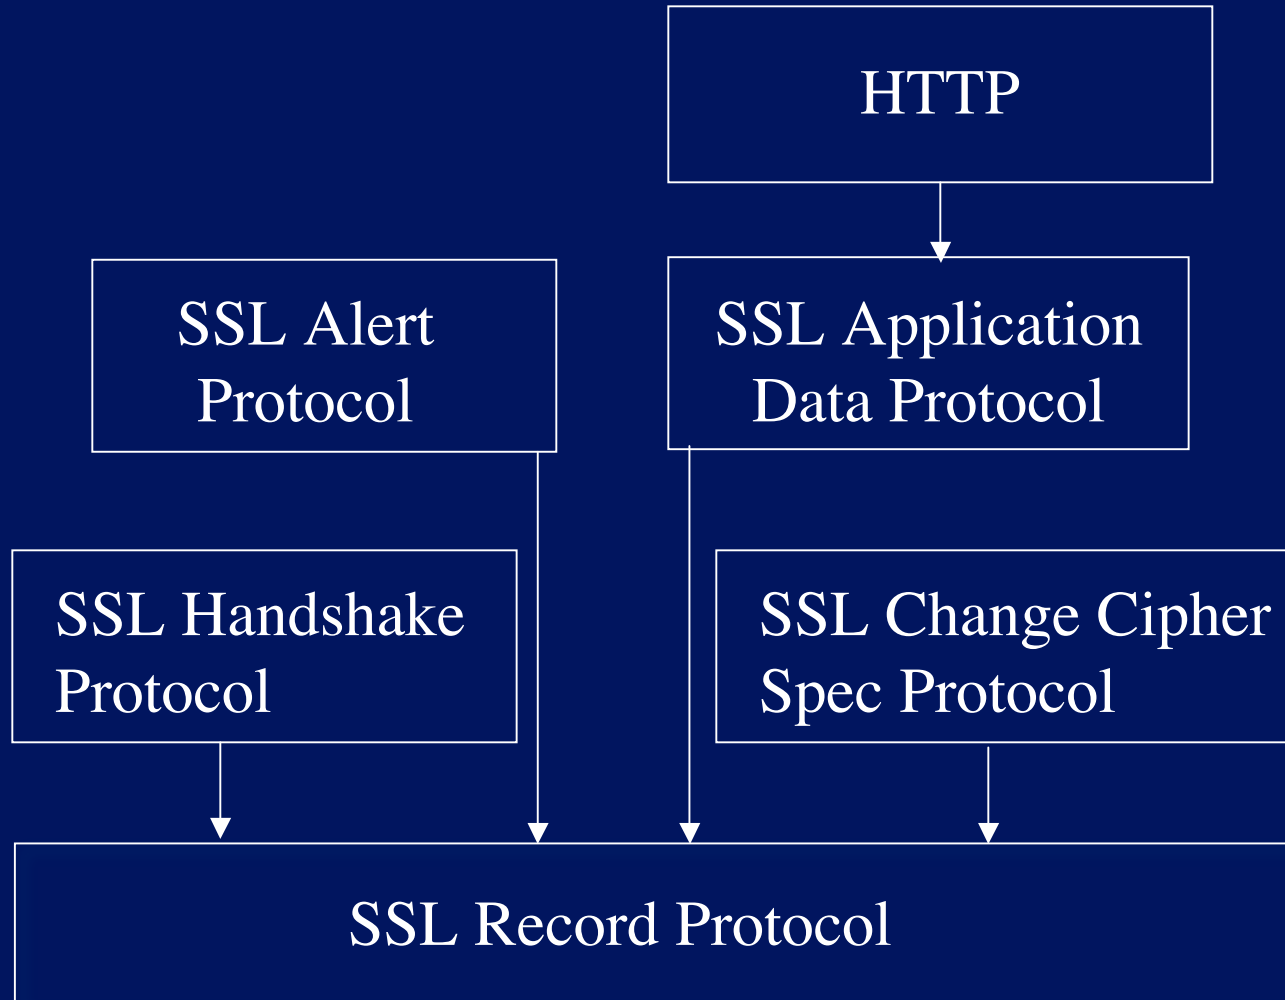 HTTP
SSL Alert
Protocol
SSL Application
Data Protocol
SSL Handshake
Protocol
SSL Change Cipher
Spec Protocol
SSL Record Protocol